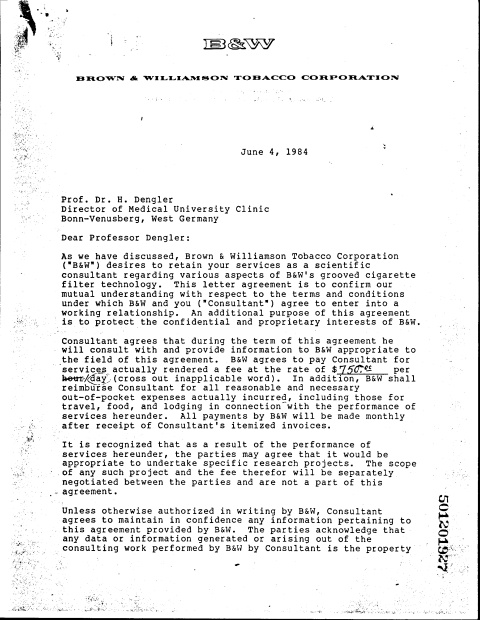 B&W
BROWN & WILLIAMSON TOBACCO CORPORATION
June 4, 1984
Prof. Dr. H. Dengler
Director of Medical University Clinic
Bonn-Venusberg, West Germany
Dear Professor Dengler:
As we have discussed, Brown & Williamson Tobacco Corporation
("B&W") desires to retain your services as a scientific
consultant regarding various aspects of B&W's grooved cigarette
filter technology. This letter agreement is to confirm our
mutual understanding with respect to the terms and conditions
under which B&W and you ("Consultant") agree to enter into a
working relationship. An additional purpose of this agreement
is to protect the confidential and proprietary interests of B&W.
Consultant agrees that during the term of this agreement he
will consult with and provide information to B&W appropriate to
the field of this agreement. B&W agrees to pay Consultant for
services actually rendered a fee at the rate of $750.00 per
hour/day (cross out inapplicable word). In addition, B&W shall
reimburse Consultant for all reasonable and necessary
out-of-pocket expenses actually incurred, including those for
travel, food, and lodging in connection with the performance of
services hereunder. All payments by B&W will be made monthly
after receipt of Consultant's itemized invoices.
It is recognized that as a result of the performance of
services hereunder, the parties may agree that it would be
appropriate to undertake specific research projects. The scope
of any such project and the fee therefor will be separately
negotiated between the parties and are not a part of this
agreement.
Unless otherwise authorized in writing by B&W, Consultant
agrees to maintain in confidence any information pertaining to
this agreement provided by B&W. The parties acknowledge that
any data or information generated or arising out of the
consulting work performed by B&W by Consultant is the property
501201927